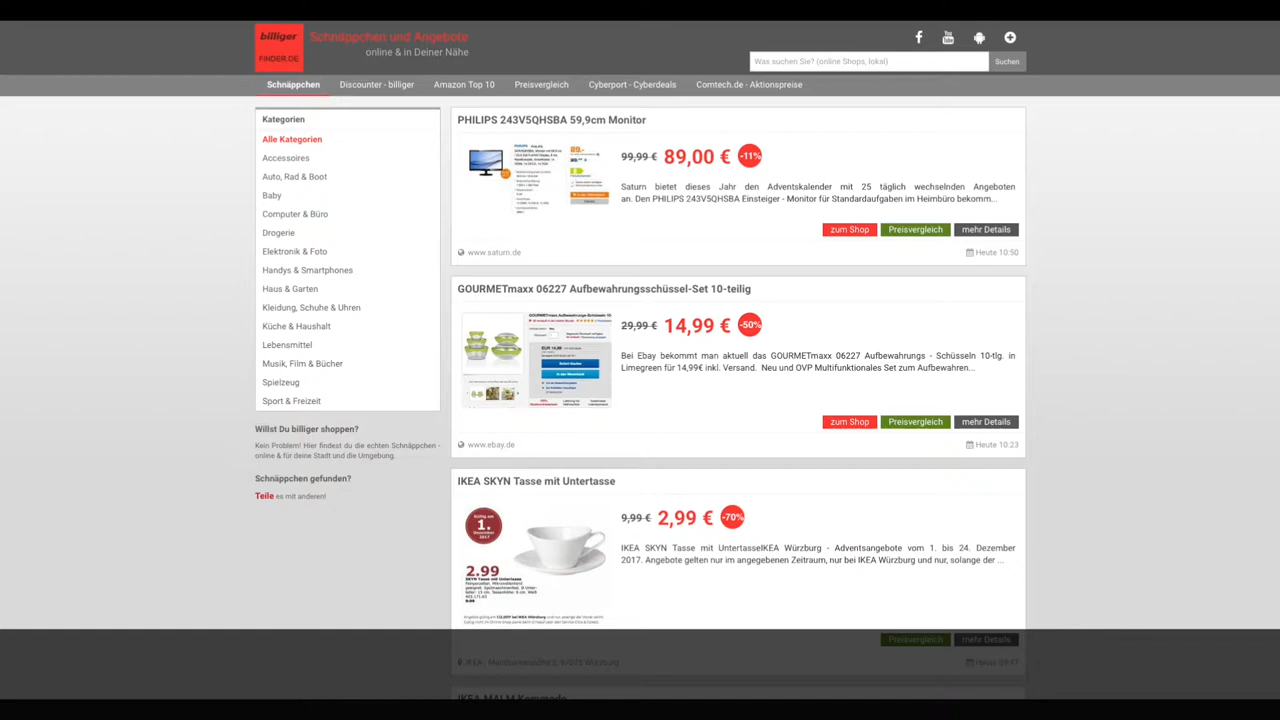 billiger
FINDER.DE
Schnäppchen und Angebote
online & in Deiner Nähe
Was suchen Sie? (online Shops, lokal)
Suchen
Schnäppchen
Discounter - billiger
Amazon Top 10
Preisvergleich
Cyberport - Cyberdeals
Comtech.de - Aktionspreise
Kategorien
Alle Kategorien
Accessoires
Auto, Rad & Boot
Baby
Computer & Büro
Drogerie
Elektronik & Foto
Handys & Smartphones
Haus & Garten
Kleidung, Schuhe & Uhren
Küche & Haushalt
Lebensmittel
Musik, Film & Bücher
Spielzeug
Sport & Freizeit
Willst Du billiger shoppen?
Kein Problem! Hier findest du die echten Schnäppchen -
online & für deine Stadt und die Umgebung.
Schnäppchen gefunden?
Teile es mit anderen!
PHILIPS 243V5QHSBA 59,9cm Monitor
99,99 € 89,00 € -11%
Saturn bietet dieses Jahr den Adventskalender mit 25 täglich wechselnden Angeboten
an. Den PHILIPS 243V5QHSBA Einsteiger - Monitor für Standardaufgaben im Heimbüro bekomm...
zum Shop Preisvergleich mehr Details
www.saturn.de Heute 10:50
GOURMETmaxx 06227 Aufbewahrungsschüssel-Set 10-teilig
29,99 € 14,99 € -50%
Bei Ebay bekommt man aktuell das GOURMETmaxx 06227 Aufbewahrungs - Schüsseln 10-tlg. in
Limegreen für 14,99€ inkl. Versand. Neu und OVP Multifunktionales Set zum Aufbewahren...
zum Shop Preisvergleich mehr Details
www.ebay.de Heute 10:23
IKEA SKYN Tasse mit Untertasse
1.
2.99
SKYN Tasse mit Untertasse
9,99 € 2,99 € -70%
IKEA SKYN Tasse mit UntertasseIKEA Würzburg - Adventsangebote vom 1. bis 24. Dezember
2017. Angebote gelten nur im angegebenen Zeitraum, nur bei IKEA Würzburg und nur, solange der ...
Preisvergleich mehr Details
Heute 09:47
IKEA MALM Kommode